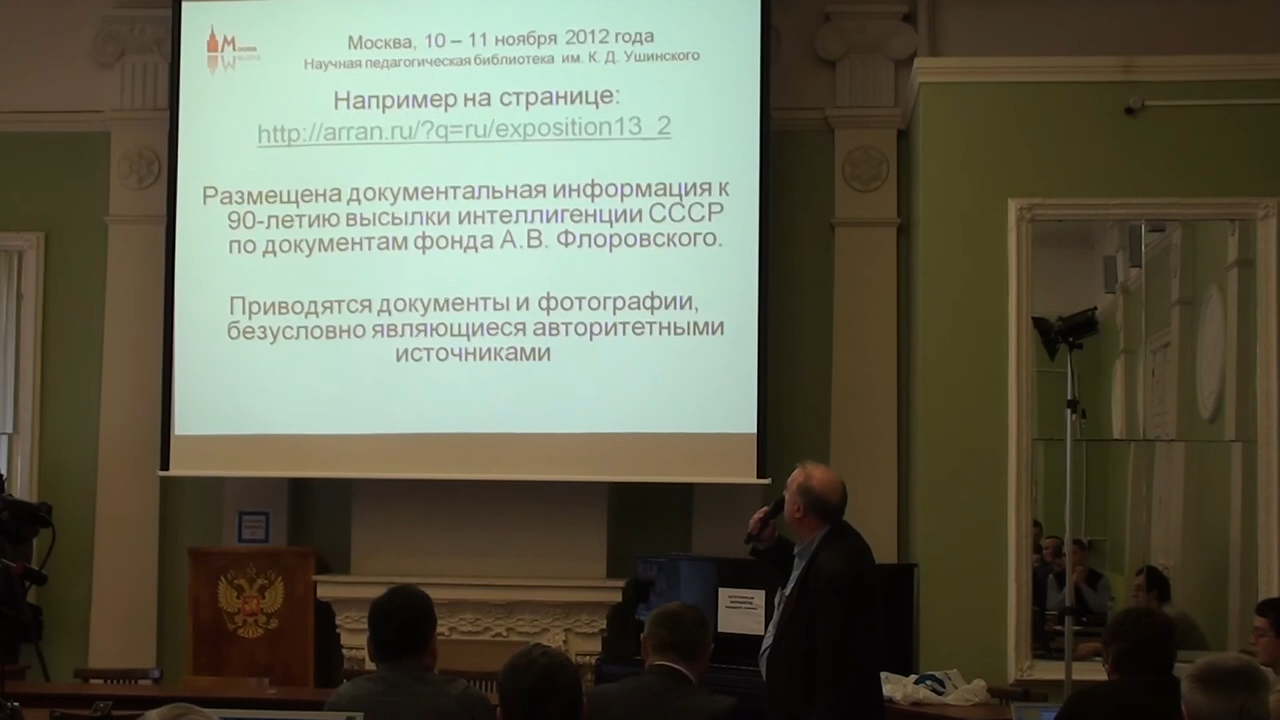 Москва, 10 – 11 ноября 2012 года
Научная педагогическая библиотека им. К. Д. Ушинского
Например на странице:
http://arran.ru/?q=ru/exposition13_2
Размещена документальная информация к
90-летию высылки интеллигенции СССР
по документам фонда А.В. Флоровского.
Приводятся документы и фотографии,
безусловно являющиеся авторитетными
источниками